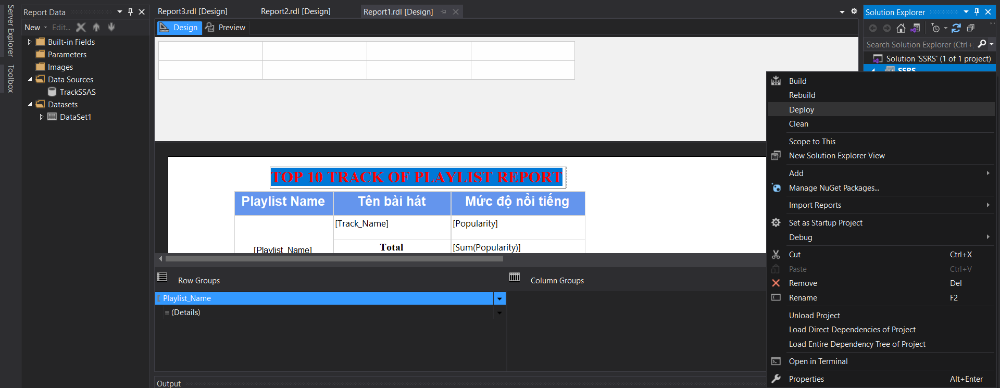 Server Explorer
Toolbox
Report Data
New
Edit...
Built-in Fields
Parameters
Images
Data Sources
TrackSSAS
Datasets
DataSet1
Report3.rdl [Design]
Report2.rdl [Design]
Report1.rdl [Design]
Design
Preview
TOP 10 TRACK OF PLAYLIST REPORT
Playlist Name
Tên bài hát
Mức độ nổi tiếng
[Track_Name]
[Popularity]
[Playlist_Name]
Total
[Sum(Popularity)]
Row Groups
Column Groups
Playlist_Name
(Details)
Output
Solution Explorer
Search Solution Explorer (Ctrl+
Solution 'SSRS' (1 of 1 project)
SSRS
Build
Rebuild
Deploy
Clean
Scope to This
New Solution Explorer View
Add
Manage NuGet Packages...
Import Reports
Set as Startup Project
Debug
Cut Ctrl+X
Paste Ctrl+V
Remove Del
Rename F2
Unload Project
Load Direct Dependencies of Project
Load Entire Dependency Tree of Project
Open in Terminal
Properties Alt+Enter